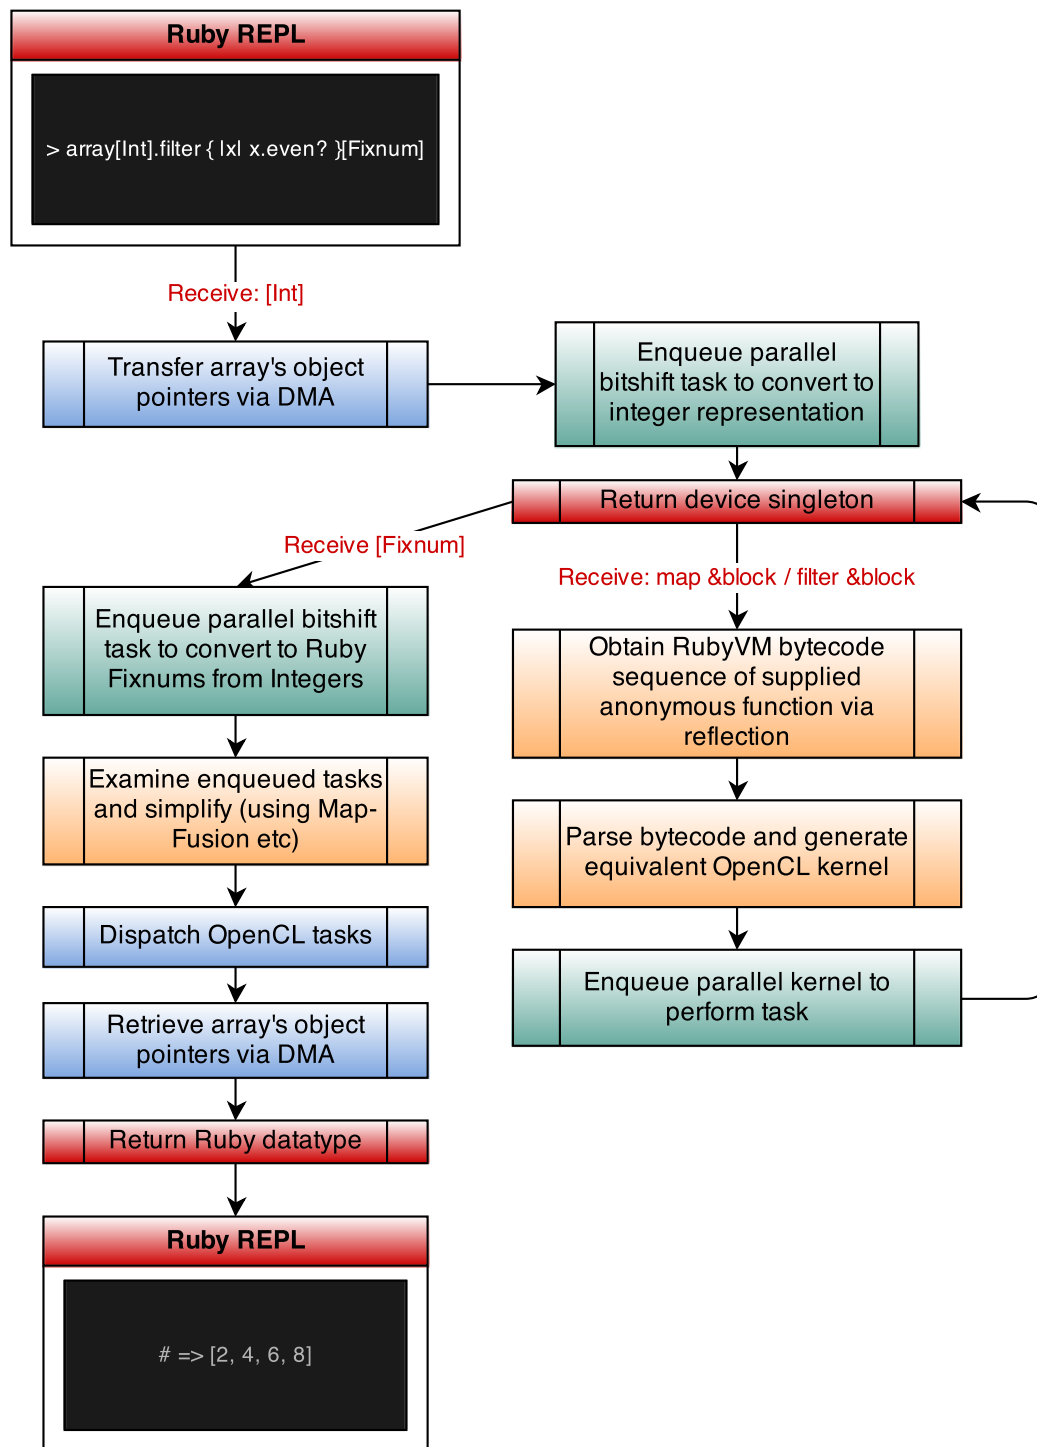 Ruby REPL
> array[Int].filter { |x| x.even? }[Fixnum]
Receive: [Int]
Transfer array's object
pointers via DMA
Enqueue parallel
bitshift task to convert to
integer representation
Return device singleton
Receive [Fixnum]
Receive: map &block / filter &block
Enqueue parallel bitshift
task to convert to Ruby
Fixnums from Integers
Obtain RubyVM bytecode
sequence of supplied
anonymous function via
reflection
Examine enqueued tasks
and simplify (using Map-
Fusion etc)
Parse bytecode and generate
equivalent OpenCL kernel
Dispatch OpenCL tasks
Enqueue parallel kernel to
perform task
Retrieve array's object
pointers via DMA
Return Ruby datatype
Ruby REPL
# => [2, 4, 6, 8]